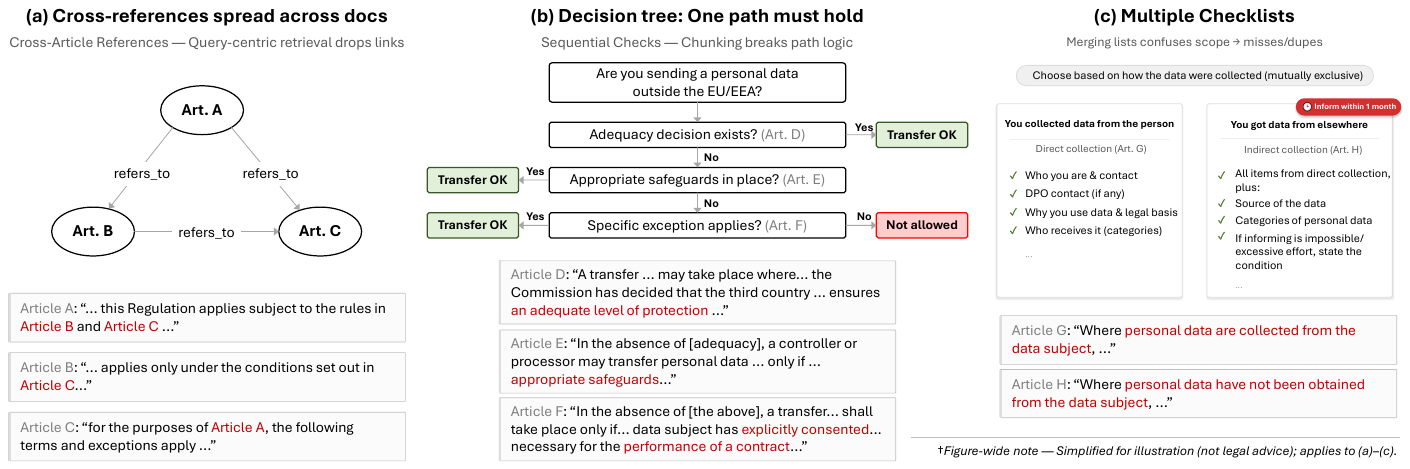 (a) Cross-references spread across docs
Cross-Article References — Query-centric retrieval drops links
Art. A
refers_to
refers_to
Art. B
refers_to
Art. C
Article A: “... this Regulation applies subject to the rules in
Article B and Article C ...”
Article B: “... applies only under the conditions set out in
Article C...”
Article C: “for the purposes of Article A, the following
terms and exceptions apply ...”
(b) Decision tree: One path must hold
Sequential Checks — Chunking breaks path logic
Are you sending a personal data
outside the EU/EEA?
Adequacy decision exists? (Art. D)
Yes
Transfer OK
No
Transfer OK
Yes
Appropriate safeguards in place? (Art. E)
No
Transfer OK
Yes
Specific exception applies? (Art. F)
No
Not allowed
Article D: “A transfer ... may take place where... the
Commission has decided that the third country ... ensures
an adequate level of protection ...”
Article E: “In the absence of [adequacy], a controller or
processor may transfer personal data ... only if ...
appropriate safeguards...”
Article F: “In the absence of [the above], a transfer... shall
take place only if... data subject has explicitly consented...
necessary for the performance of a contract...”
(c) Multiple Checklists
Merging lists confuses scope → misses/dupes
Choose based on how the data were collected (mutually exclusive)
You collected data from the person
Direct collection (Art. G)
✓ Who you are & contact
✓ DPO contact (if any)
✓ Why you use data & legal basis
✓ Who receives it (categories)
...
Inform within 1 month
You got data from elsewhere
Indirect collection (Art. H)
✓ All items from direct collection,
plus:
✓ Source of the data
✓ Categories of personal data
✓ If informing is impossible/
excessive effort, state the
condition
...
Article G: “Where personal data are collected from the
data subject, ...”
Article H: “Where personal data have not been obtained
from the data subject, ...”
†Figure-wide note — Simplified for illustration (not legal advice); applies to (a)–(c).